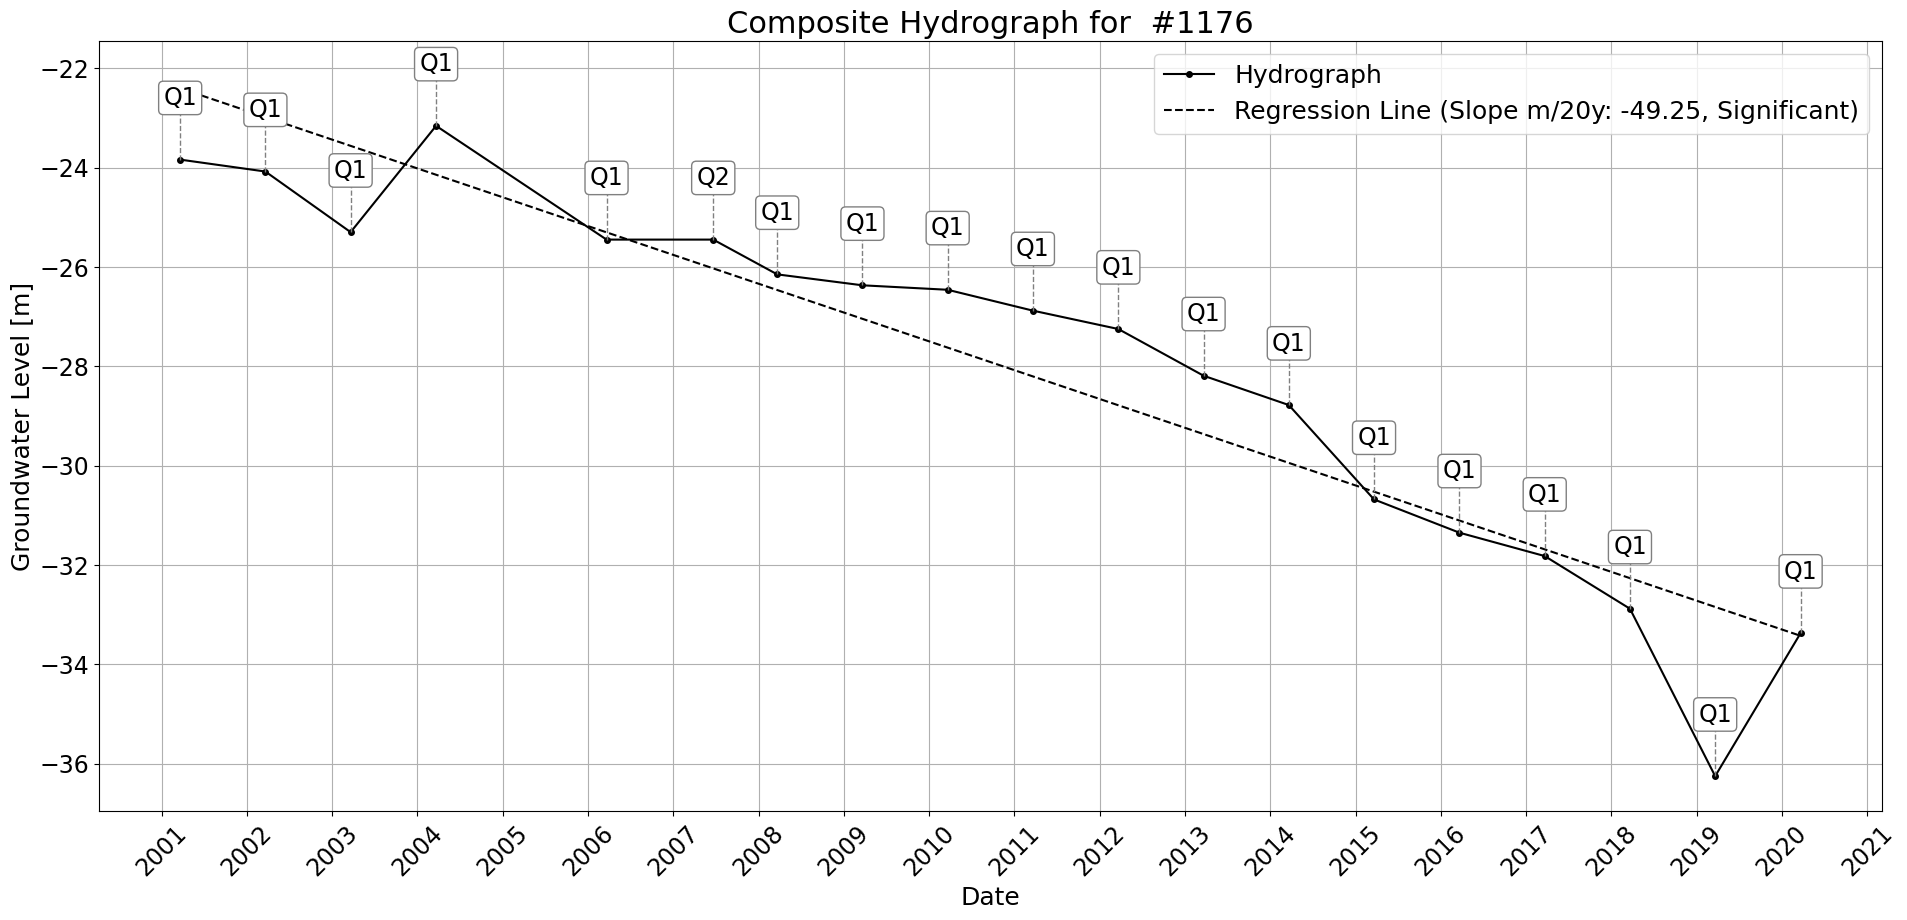 Composite Hydrograph for  #1176
Hydrograph
Regression Line (Slope m/20y: -49.25, Significant)
Groundwater Level [m]
−22
−24
−26
−28
−30
−32
−34
−36
Q1
Q1
Q1
Q1
Q1
Q2
Q1
Q1
Q1
Q1
Q1
Q1
Q1
Q1
Q1
Q1
Q1
Q1
Q1
2001
2002
2003
2004
2005
2006
2007
2008
2009
2010
2011
2012
2013
2014
2015
2016
2017
2018
2019
2020
2021
Date